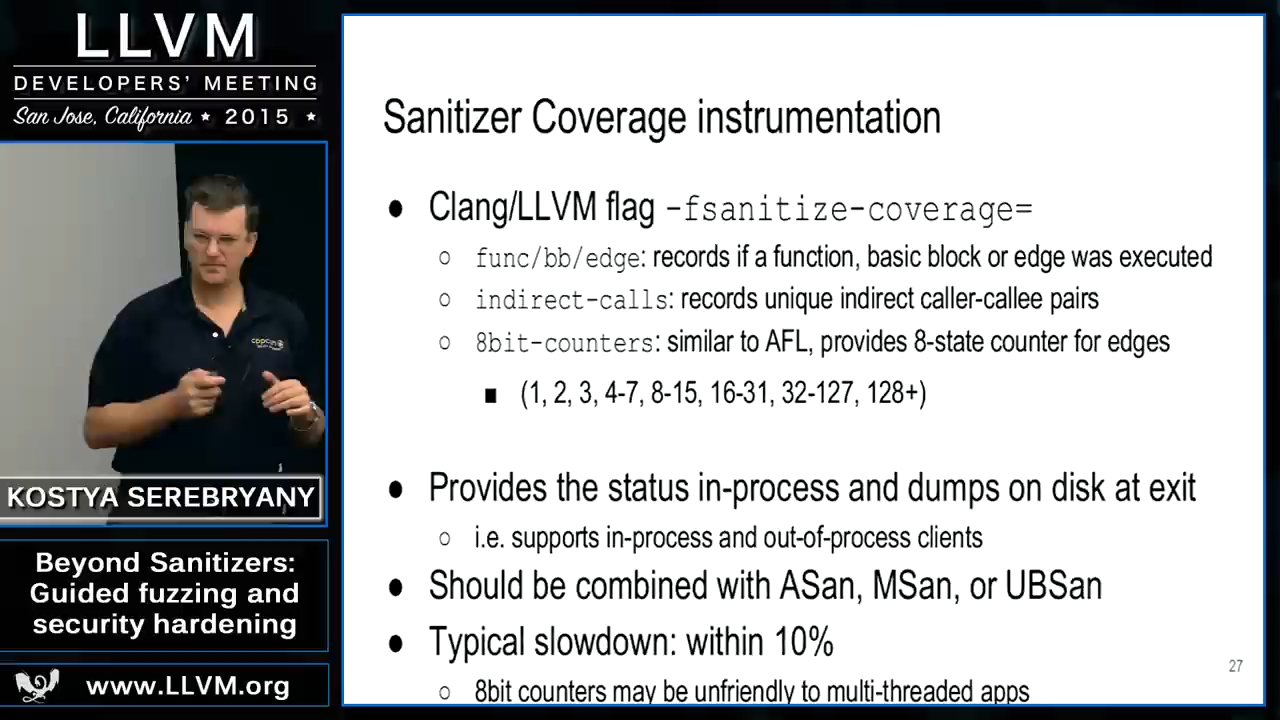 LLVM
DEVELOPERS' MEETING
San Jose, California ★ 2015 ★
KOSTYA SEREBRYANY
Beyond Sanitizers:
Guided fuzzing and
security hardening
www.LLVM.org
Sanitizer Coverage instrumentation
● Clang/LLVM flag -fsanitize-coverage=
○ func/bb/edge: records if a function, basic block or edge was executed
○ indirect-calls: records unique indirect caller-callee pairs
○ 8bit-counters: similar to AFL, provides 8-state counter for edges
■ (1, 2, 3, 4-7, 8-15, 16-31, 32-127, 128+)
● Provides the status in-process and dumps on disk at exit
○ i.e. supports in-process and out-of-process clients
● Should be combined with ASan, MSan, or UBSan
● Typical slowdown: within 10%
○ 8bit counters may be unfriendly to multi-threaded apps
27